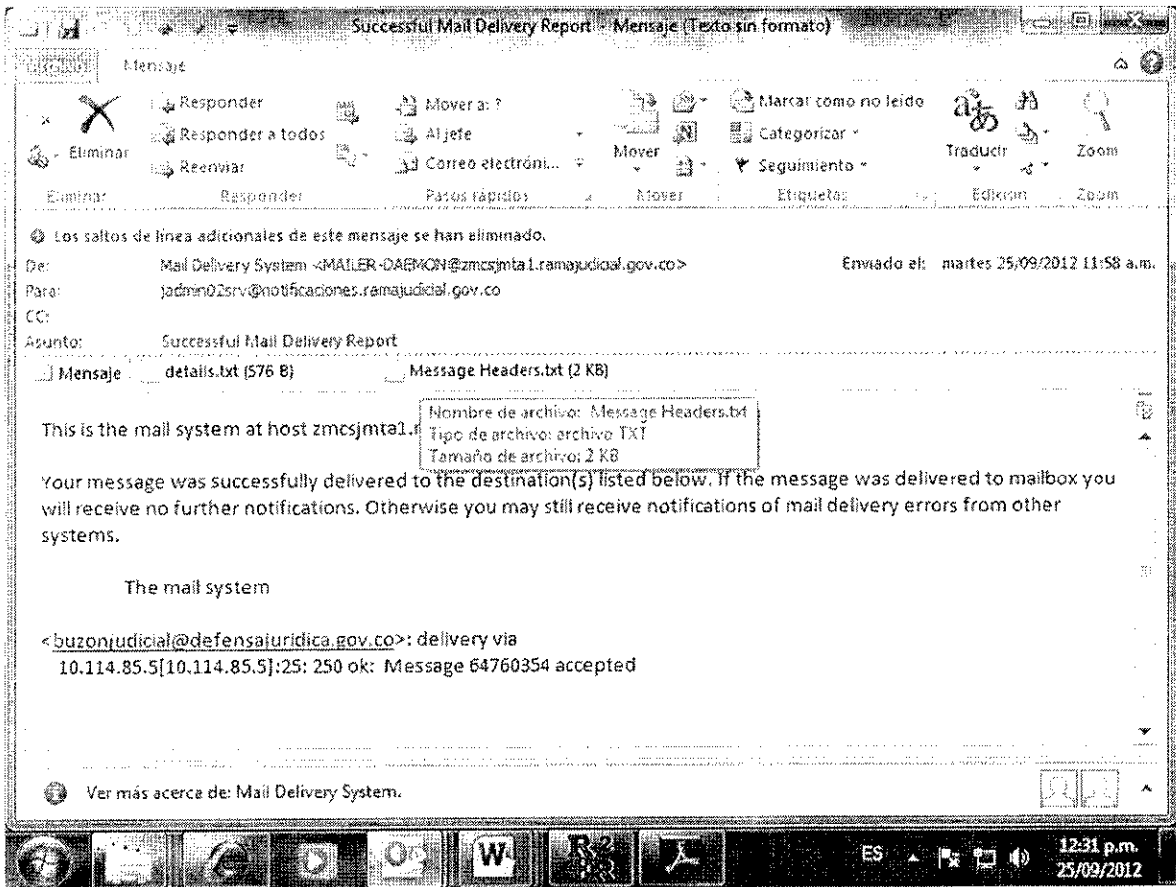 Successful Mail Delivery Report - Mensaje (Texto sin formato)
Mensaje
Eliminar
Responder
Responder a todos
Reenviar
Mover a: ?
Al jefe
Correo electróni...
Mover
Marcar como no leído
Categorizar
Seguimiento
Traducir
Zoom
Eliminar Responder Pasos rápidos Mover Etiquetas Edición Zoom
Los saltos de línea adicionales de este mensaje se han eliminado.
De: Mail Delivery System <MAILER-DAEMON@zmcsjmta1.ramajudicial.gov.co> Enviado el: martes 25/09/2012 11:58 a.m.
Para: jadmin02srv@notificaciones.ramajudicial.gov.co
CC:
Asunto: Successful Mail Delivery Report
Mensaje details.txt (576 B) Message Headers.txt (2 KB)
Nombre de archivo: Message Headers.txt
Tipo de archivo: archivo TXT
Tamaño de archivo: 2 KB
This is the mail system at host zmcsjmta1.r
Your message was successfully delivered to the destination(s) listed below. If the message was delivered to mailbox you
will receive no further notifications. Otherwise you may still receive notifications of mail delivery errors from other
systems.
The mail system
<buzonjudicial@defensajuridica.gov.co>: delivery via
10.114.85.5[10.114.85.5]:25: 250 ok: Message 64760354 accepted
Ver más acerca de: Mail Delivery System.
ES
12:31 p.m.
25/09/2012